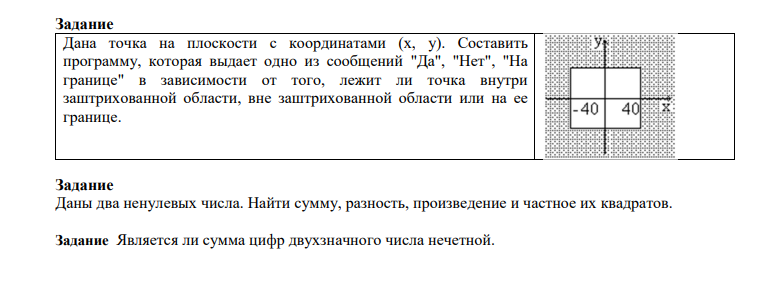 Задание
Дана точка на плоскости с координатами (x, y). Составить
программу, которая выдает одно из сообщений "Да", "Нет", "На
границе" в зависимости от того, лежит ли точка внутри
заштрихованной области, вне заштрихованной области или на ее
границе.
y
-40 40 x
Задание
Даны два ненулевых числа. Найти сумму, разность, произведение и частное их квадратов.
Задание Является ли сумма цифр двухзначного числа нечетной.